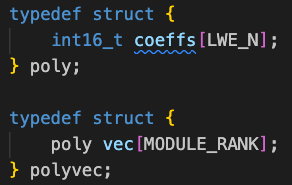 typedef struct {
    int16_t coeffs[LWE_N];
} poly;

typedef struct {
    poly vec[MODULE_RANK];
} polyvec;